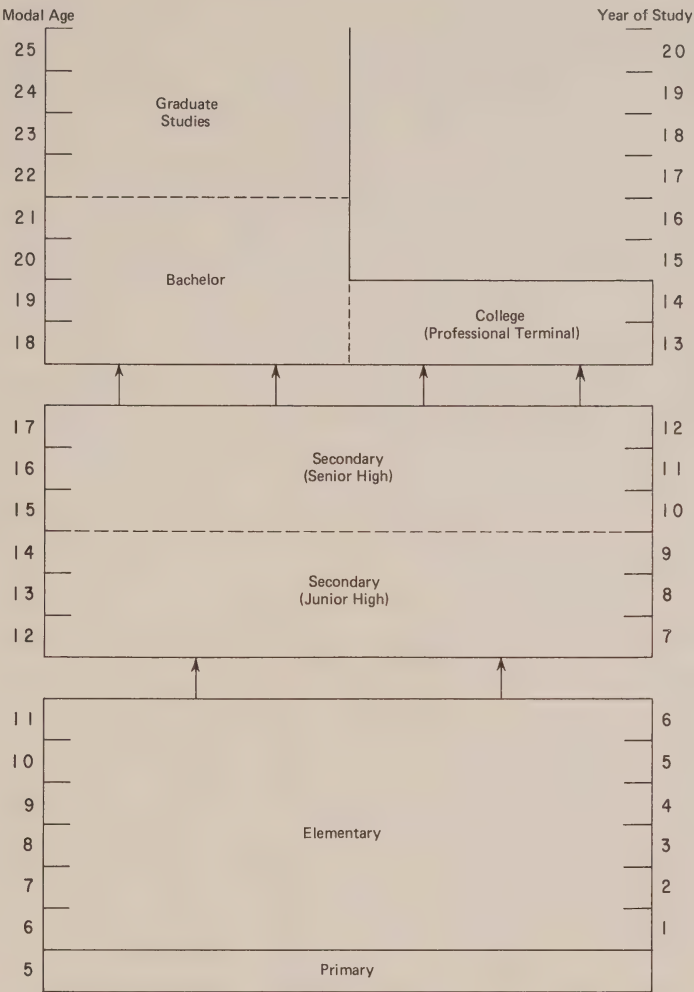 Modal Age Year of Study
25 20
24 19
Graduate
Studies
23 18
22 17
21 16
20 15
Bachelor
19 14
College
(Professional Terminal)
18 13
17 12
Secondary
(Senior High)
16 11
15 10
14 9
Secondary
(Junior High)
13 8
12 7
11 6
10 5
9 4
Elementary
8 3
7 2
6 1
5 Primary